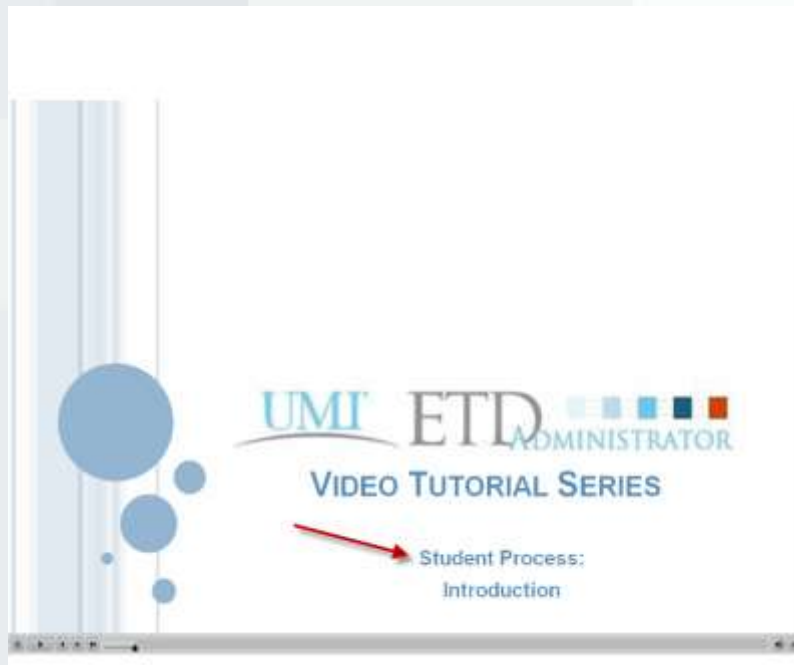 UMI ETD ADMINISTRATOR
VIDEO TUTORIAL SERIES
Student Process:
Introduction